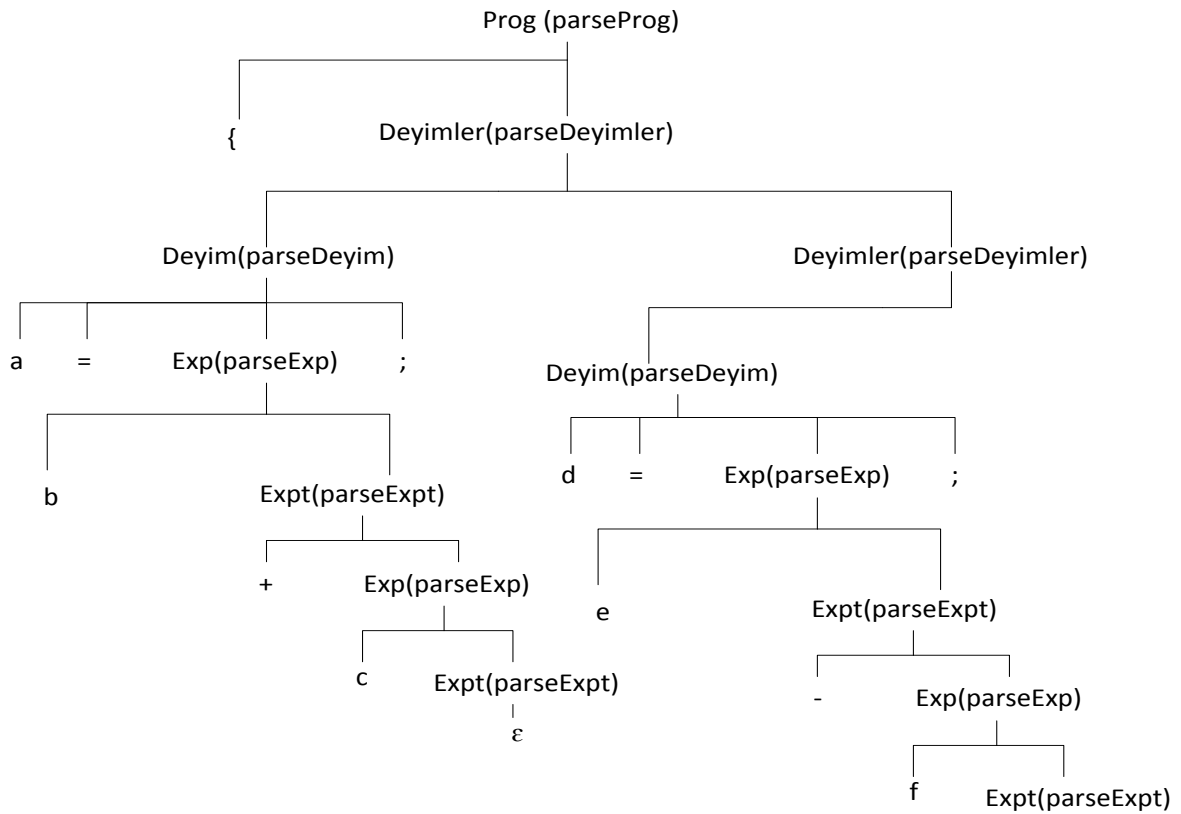 Prog (parseProg)
{
Deyimler(parseDeyimler)
Deyim(parseDeyim)
Deyimler(parseDeyimler)
a
=
Exp(parseExp)
;
Deyim(parseDeyim)
b
d
=
Exp(parseExp)
;
Expt(parseExpt)
+
Exp(parseExp)
e
Expt(parseExpt)
c
Expt(parseExpt)
-
Exp(parseExp)
ε
f
Expt(parseExpt)